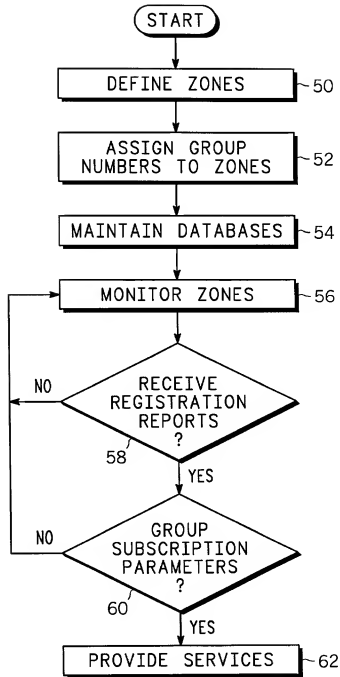 START
DEFINE ZONES
50
ASSIGN GROUP
NUMBERS TO ZONES
52
MAINTAIN DATABASES
54
MONITOR ZONES
56
NO
RECEIVE
REGISTRATION
REPORTS
?
58
YES
NO
GROUP
SUBSCRIPTION
PARAMETERS
?
60
YES
PROVIDE SERVICES
62